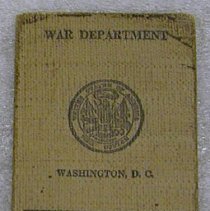 WAR DEPARTMENT
WASHINGTON, D. C.